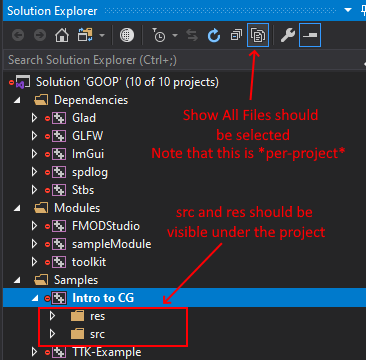 Solution Explorer
Search Solution Explorer (Ctrl+;)
Solution 'GOOP' (10 of 10 projects)
Dependencies
Glad
GLFW
ImGui
spdlog
Stbs
Modules
FMODStudio
sampleModule
toolkit
Samples
Intro to CG
res
src
TTK-Example
Show All Files should
be selected
Note that this is *per-project*
src and res should be
visible under the project